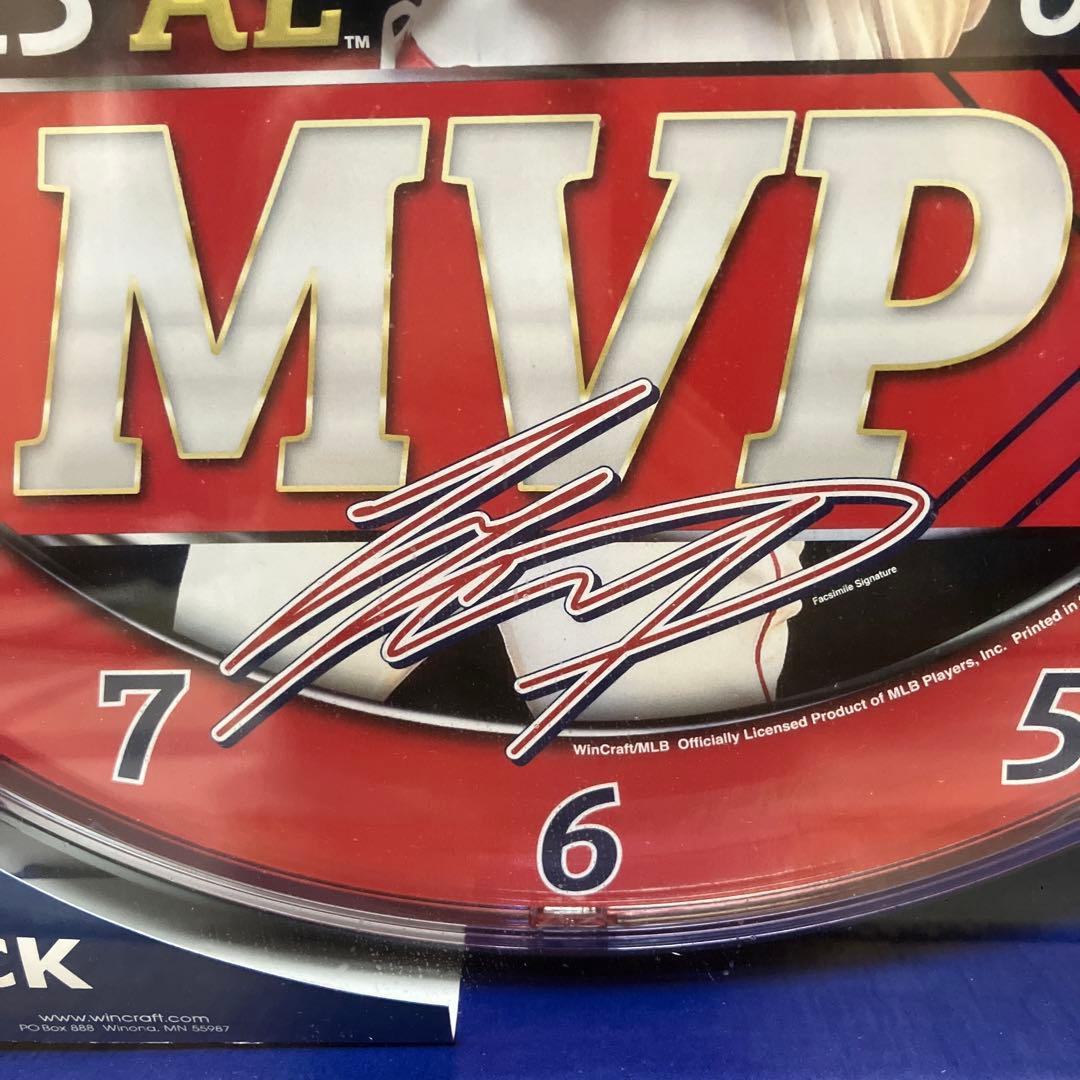 AL™
MVP
Facsimile Signature
WinCraft/MLB Officially Licensed Product of MLB Players, Inc. Printed in
7
6
5
CK
www.wincraft.com
PO Box 888 Winona, MN 55987